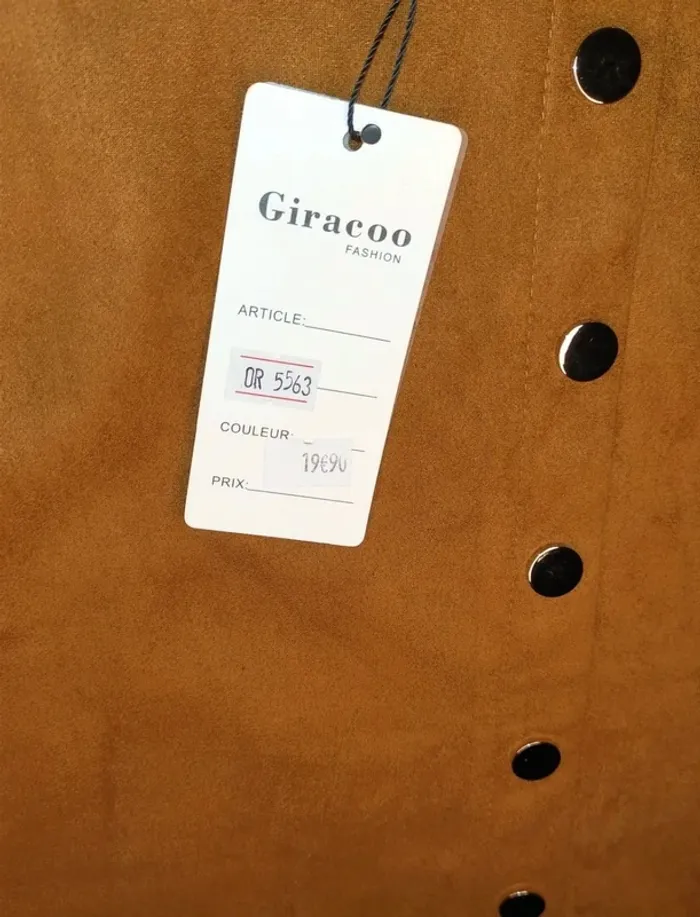 Giracoo
FASHION
ARTICLE:
OR 5563
COULEUR:
19€90
PRIX: